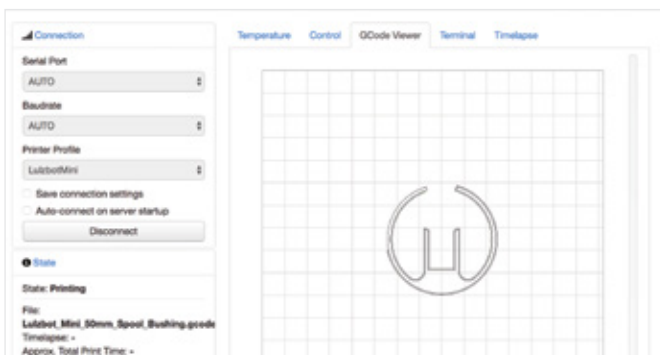 Connection
Temperature Control GCode Viewer Terminal Timelapse
Serial Port
AUTO
Baudrate
AUTO
Printer Profile
LulzbotMini
Save connection settings
Auto-connect on server startup
Disconnect
State
State: Printing
File:
Lulzbot_Mini_50mm_Spool_Bushing.gcode
Timelapse: -
Approx. Total Print Time: -